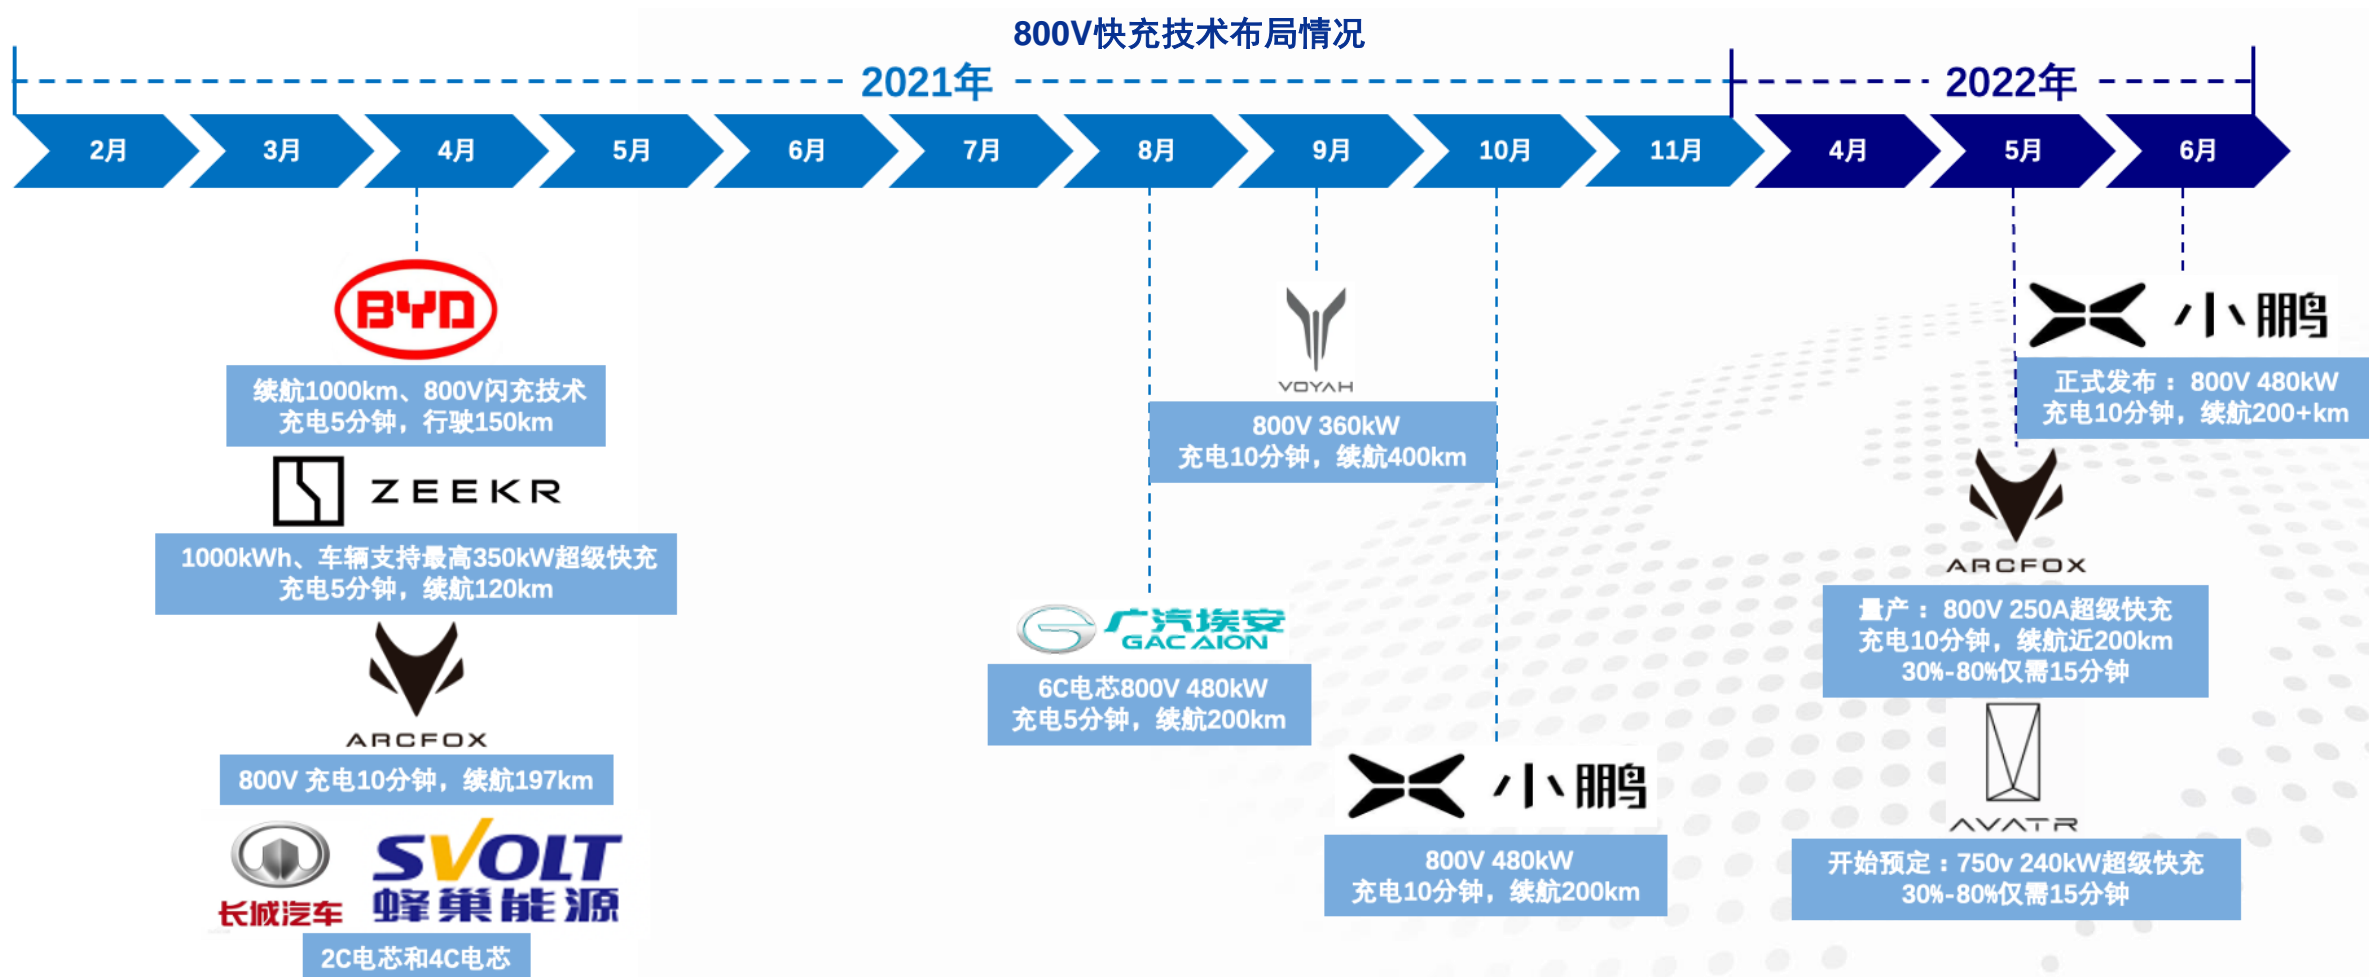 800V快充技术布局情况
2021年
2022年
2月
3月
4月
5月
6月
7月
8月
9月
10月
11月
4月
5月
6月
BYD
续航1000km、800V闪充技术
充电5分钟，行驶150km
ZEEKR
1000kWh、车辆支持最高350kW超级快充
充电5分钟，续航120km
ARCFOX
800V 充电10分钟，续航197km
长城汽车
SVOLT
蜂巢能源
2C电芯和4C电芯
广汽埃安
GAC AION
6C电芯800V 480kW
充电5分钟，续航200km
VOYAH
800V 360kW
充电10分钟，续航400km
小鹏
800V 480kW
充电10分钟，续航200km
小鹏
正式发布：800V 480kW
充电10分钟，续航200+km
ARCFOX
量产：800V 250A超级快充
充电10分钟，续航近200km
30%-80%仅需15分钟
AVATR
开始预定：750v 240kW超级快充
30%-80%仅需15分钟